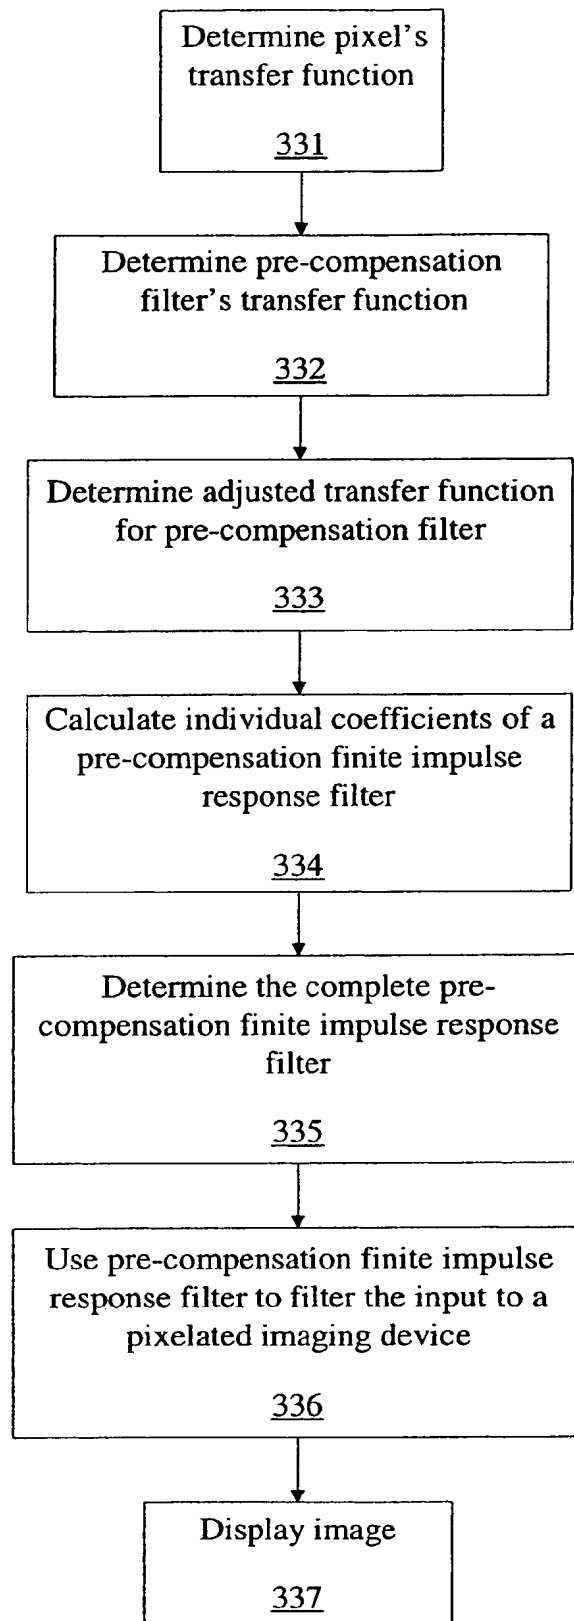 Determine pixel's
transfer function
331
Determine pre-compensation
filter's transfer function
332
Determine adjusted transfer function
for pre-compensation filter
333
Calculate individual coefficients of a
pre-compensation finite impulse
response filter
334
Determine the complete pre-
compensation finite impulse response
filter
335
Use pre-compensation finite impulse
response filter to filter the input to a
pixelated imaging device
336
Display image
337